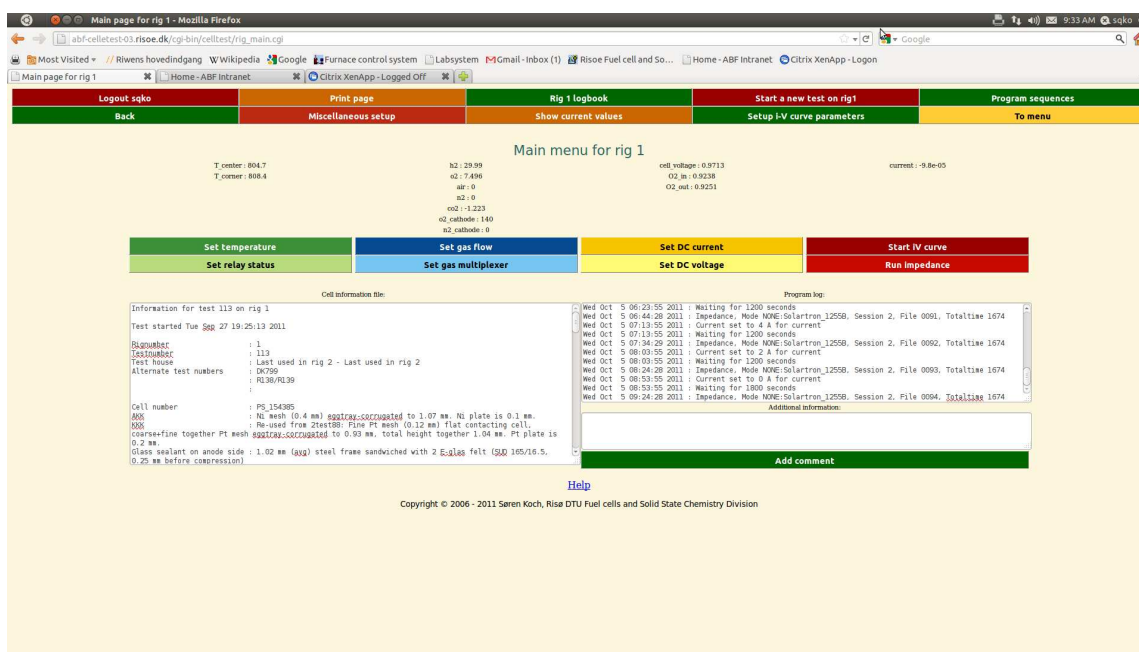 Main page for rig 1 - Mozilla Firefox
9:33 AM sqko
abf-celletest-03.risoe.dk/cgi-bin/celltest/rig_main.cgi
Google
Most Visited Riwens hovedindgang Wikipedia Google Furnace control system Labsystem Gmail - Inbox (1) Risoe Fuel cell and So... Home - ABF Intranet Citrix XenApp - Logon
Main page for rig 1 Home - ABF Intranet Citrix XenApp - Logged Off
Logout sqko Print page Rig 1 logbook Start a new test on rig1 Program sequences
Back Miscellaneous setup Show current values Setup i-V curve parameters To menu
Main menu for rig 1
T_center : 804.7 h2 : 29.99 cell_voltage : 0.9713 current : -9.8e-05
T_corner : 808.4 o2 : 7.496 O2_in : 0.9238
air : 0 O2_out : 0.9251
n2 : 0
co2 : -1.223
o2_cathode : 140
n2_cathode : 0
Set temperature Set gas flow Set DC current Start iV curve
Set relay status Set gas multiplexer Set DC voltage Run impedance
Cell information file:
Information for test 113 on rig 1
Test started Tue Sep 27 19:25:13 2011
Rignumber : 1
Testnumber : 113
Test house : Last used in rig 2 - Last used in rig 2
Alternate test numbers : DK799
: R138/R139
:
Cell number : PS_154385
AKK : Ni mesh (0.4 mm) eggtray-corrugated to 1.07 mm. Ni plate is 0.1 mm.
KKK : Re-used from 2test88: Fine Pt mesh (0.12 mm) flat contacting cell,
coarse+fine together Pt mesh eggtray-corrugated to 0.93 mm, total height together 1.04 mm. Pt plate is
0.2 mm.
Glass sealant on anode side : 1.02 mm (avg) steel frame sandwiched with 2 E-glas felt (SUD 165/16.5,
0.25 mm before compression)
Program log:
Wed Oct 5 06:23:55 2011 : Waiting for 1200 seconds
Wed Oct 5 06:44:28 2011 : Impedance, Mode NONE:Solartron_1255B, Session 2, File 0091, Totaltime 1674
Wed Oct 5 07:13:55 2011 : Current set to 4 A for current
Wed Oct 5 07:13:55 2011 : Waiting for 1200 seconds
Wed Oct 5 07:34:29 2011 : Impedance, Mode NONE:Solartron_1255B, Session 2, File 0092, Totaltime 1674
Wed Oct 5 08:03:55 2011 : Current set to 2 A for current
Wed Oct 5 08:03:55 2011 : Waiting for 1200 seconds
Wed Oct 5 08:24:28 2011 : Impedance, Mode NONE:Solartron_1255B, Session 2, File 0093, Totaltime 1674
Wed Oct 5 08:53:55 2011 : Current set to 0 A for current
Wed Oct 5 08:53:55 2011 : Waiting for 1800 seconds
Wed Oct 5 09:24:28 2011 : Impedance, Mode NONE:Solartron_1255B, Session 2, File 0094, Totaltime 1674
Additional information:
Add comment
Help
Copyright © 2006 - 2011 Søren Koch, Risø DTU Fuel cells and Solid State Chemistry Division